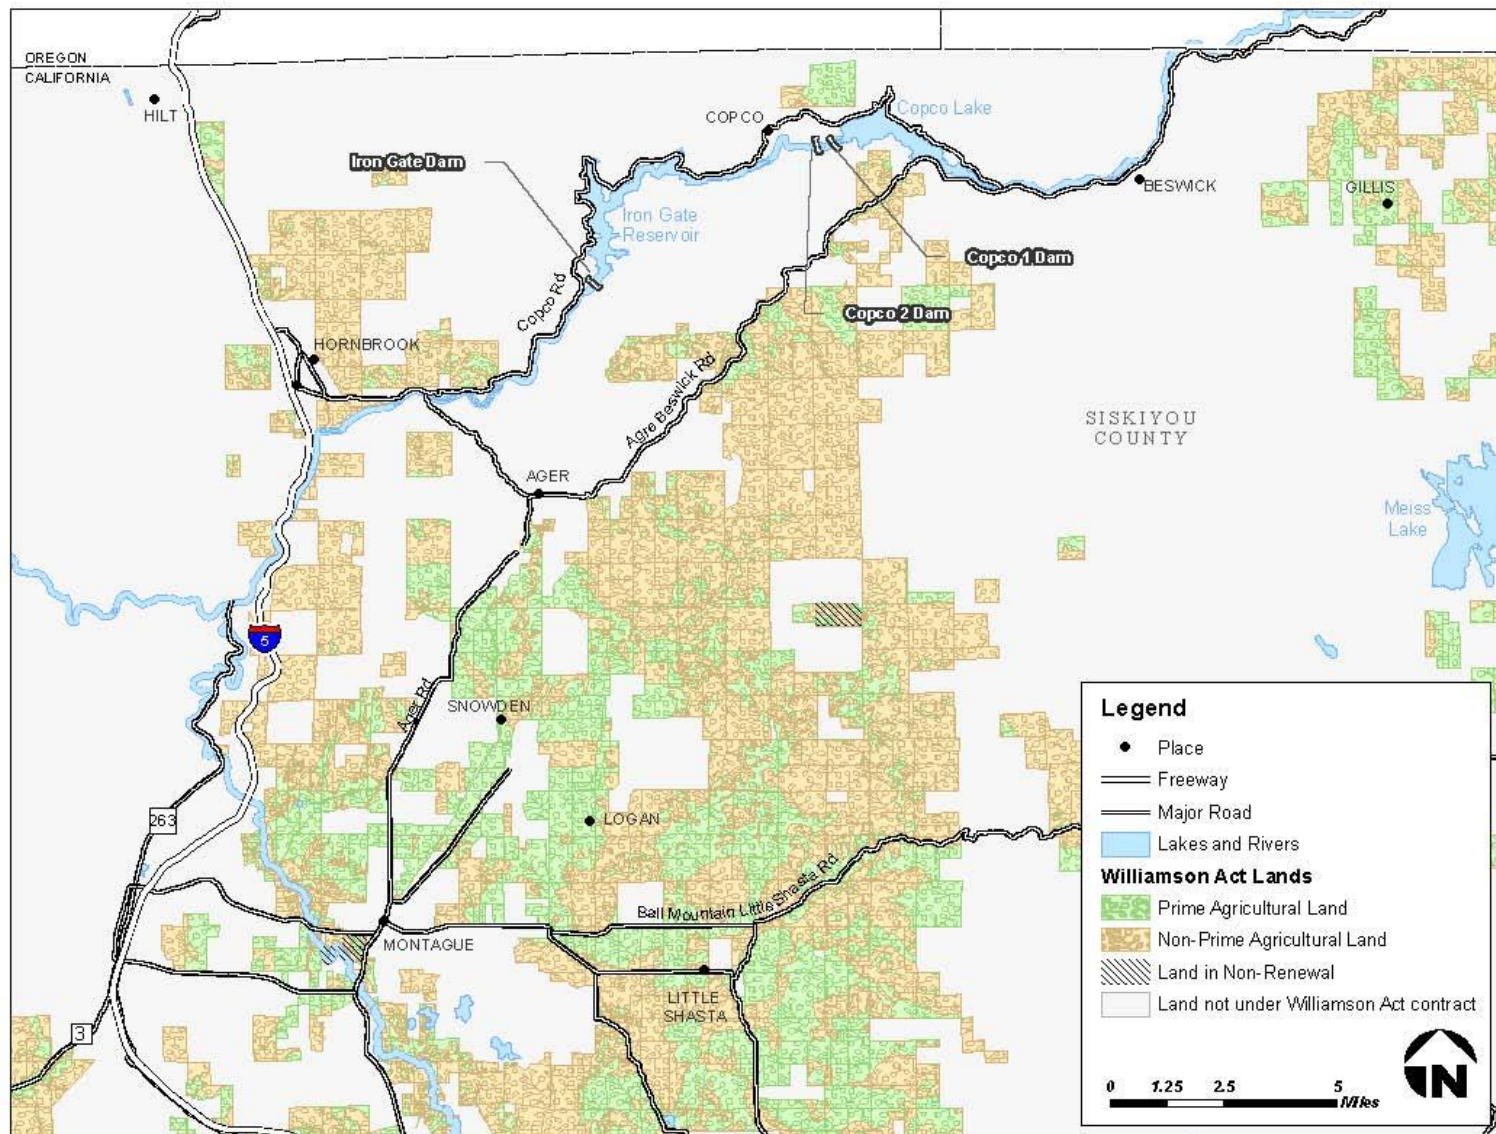 OREGON
CALIFORNIA
HILT
COPCO
Copco Lake
Iron Gate Dam
BESWICK
GILLIS
Iron Gate
Reservoir
Copco 1 Dam
Copco Rd
Copco 2 Dam
HORNBROOK
Agre Beswick Rd
SISKIYOU
COUNTY
AGER
Meiss
Lake
5
Ager Rd
SNOWDEN
263
LOGAN
Ball Mountain Little Shasta Rd
MONTAGUE
LITTLE
SHASTA
3
Legend
Place
Freeway
Major Road
Lakes and Rivers
Williamson Act Lands
Prime Agricultural Land
Non-Prime Agricultural Land
Land in Non-Renewal
Land not under Williamson Act contract
0 1.25 2.5 5
Miles
N